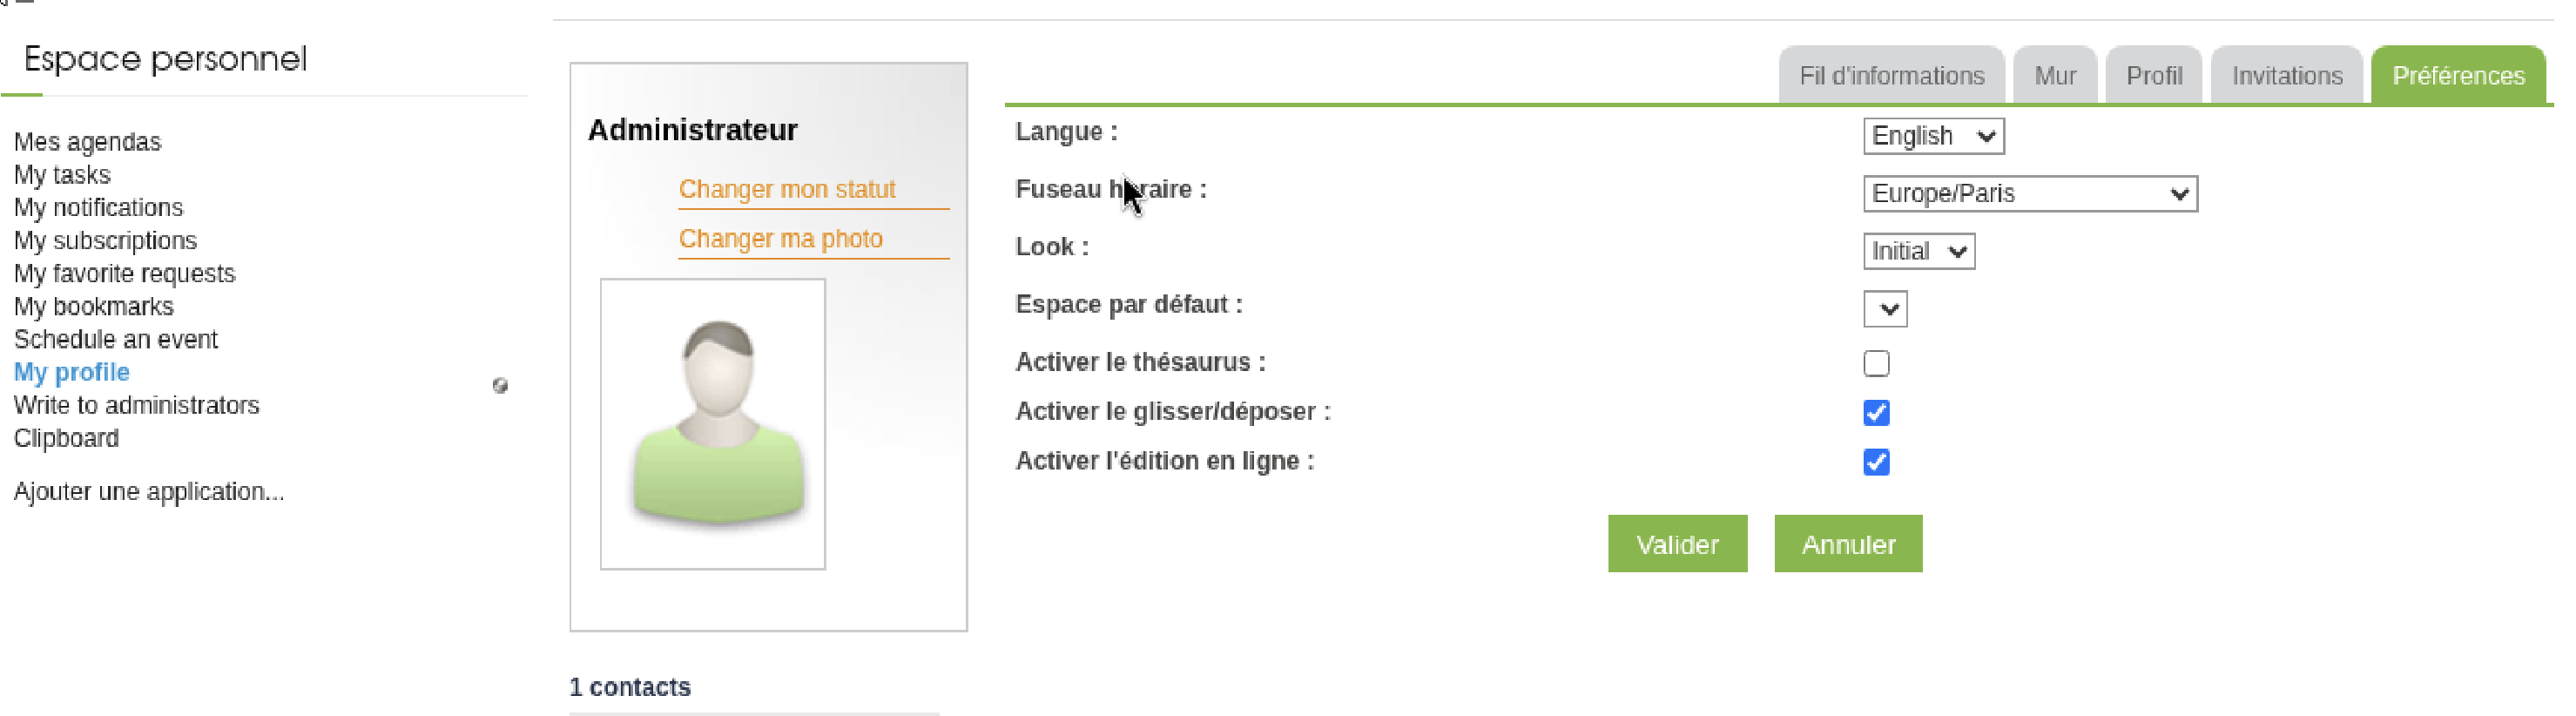 Espace personnel
Mes agendas
My tasks
My notifications
My subscriptions
My favorite requests
My bookmarks
Schedule an event
My profile
Write to administrators
Clipboard
Ajouter une application...
Administrateur
Changer mon statut
Changer ma photo
1 contacts
Fil d'informations Mur Profil Invitations Préférences
Langue : English
Fuseau horaire : Europe/Paris
Look : Initial
Espace par défaut :
Activer le thésaurus :
Activer le glisser/déposer :
Activer l'édition en ligne :
Valider Annuler